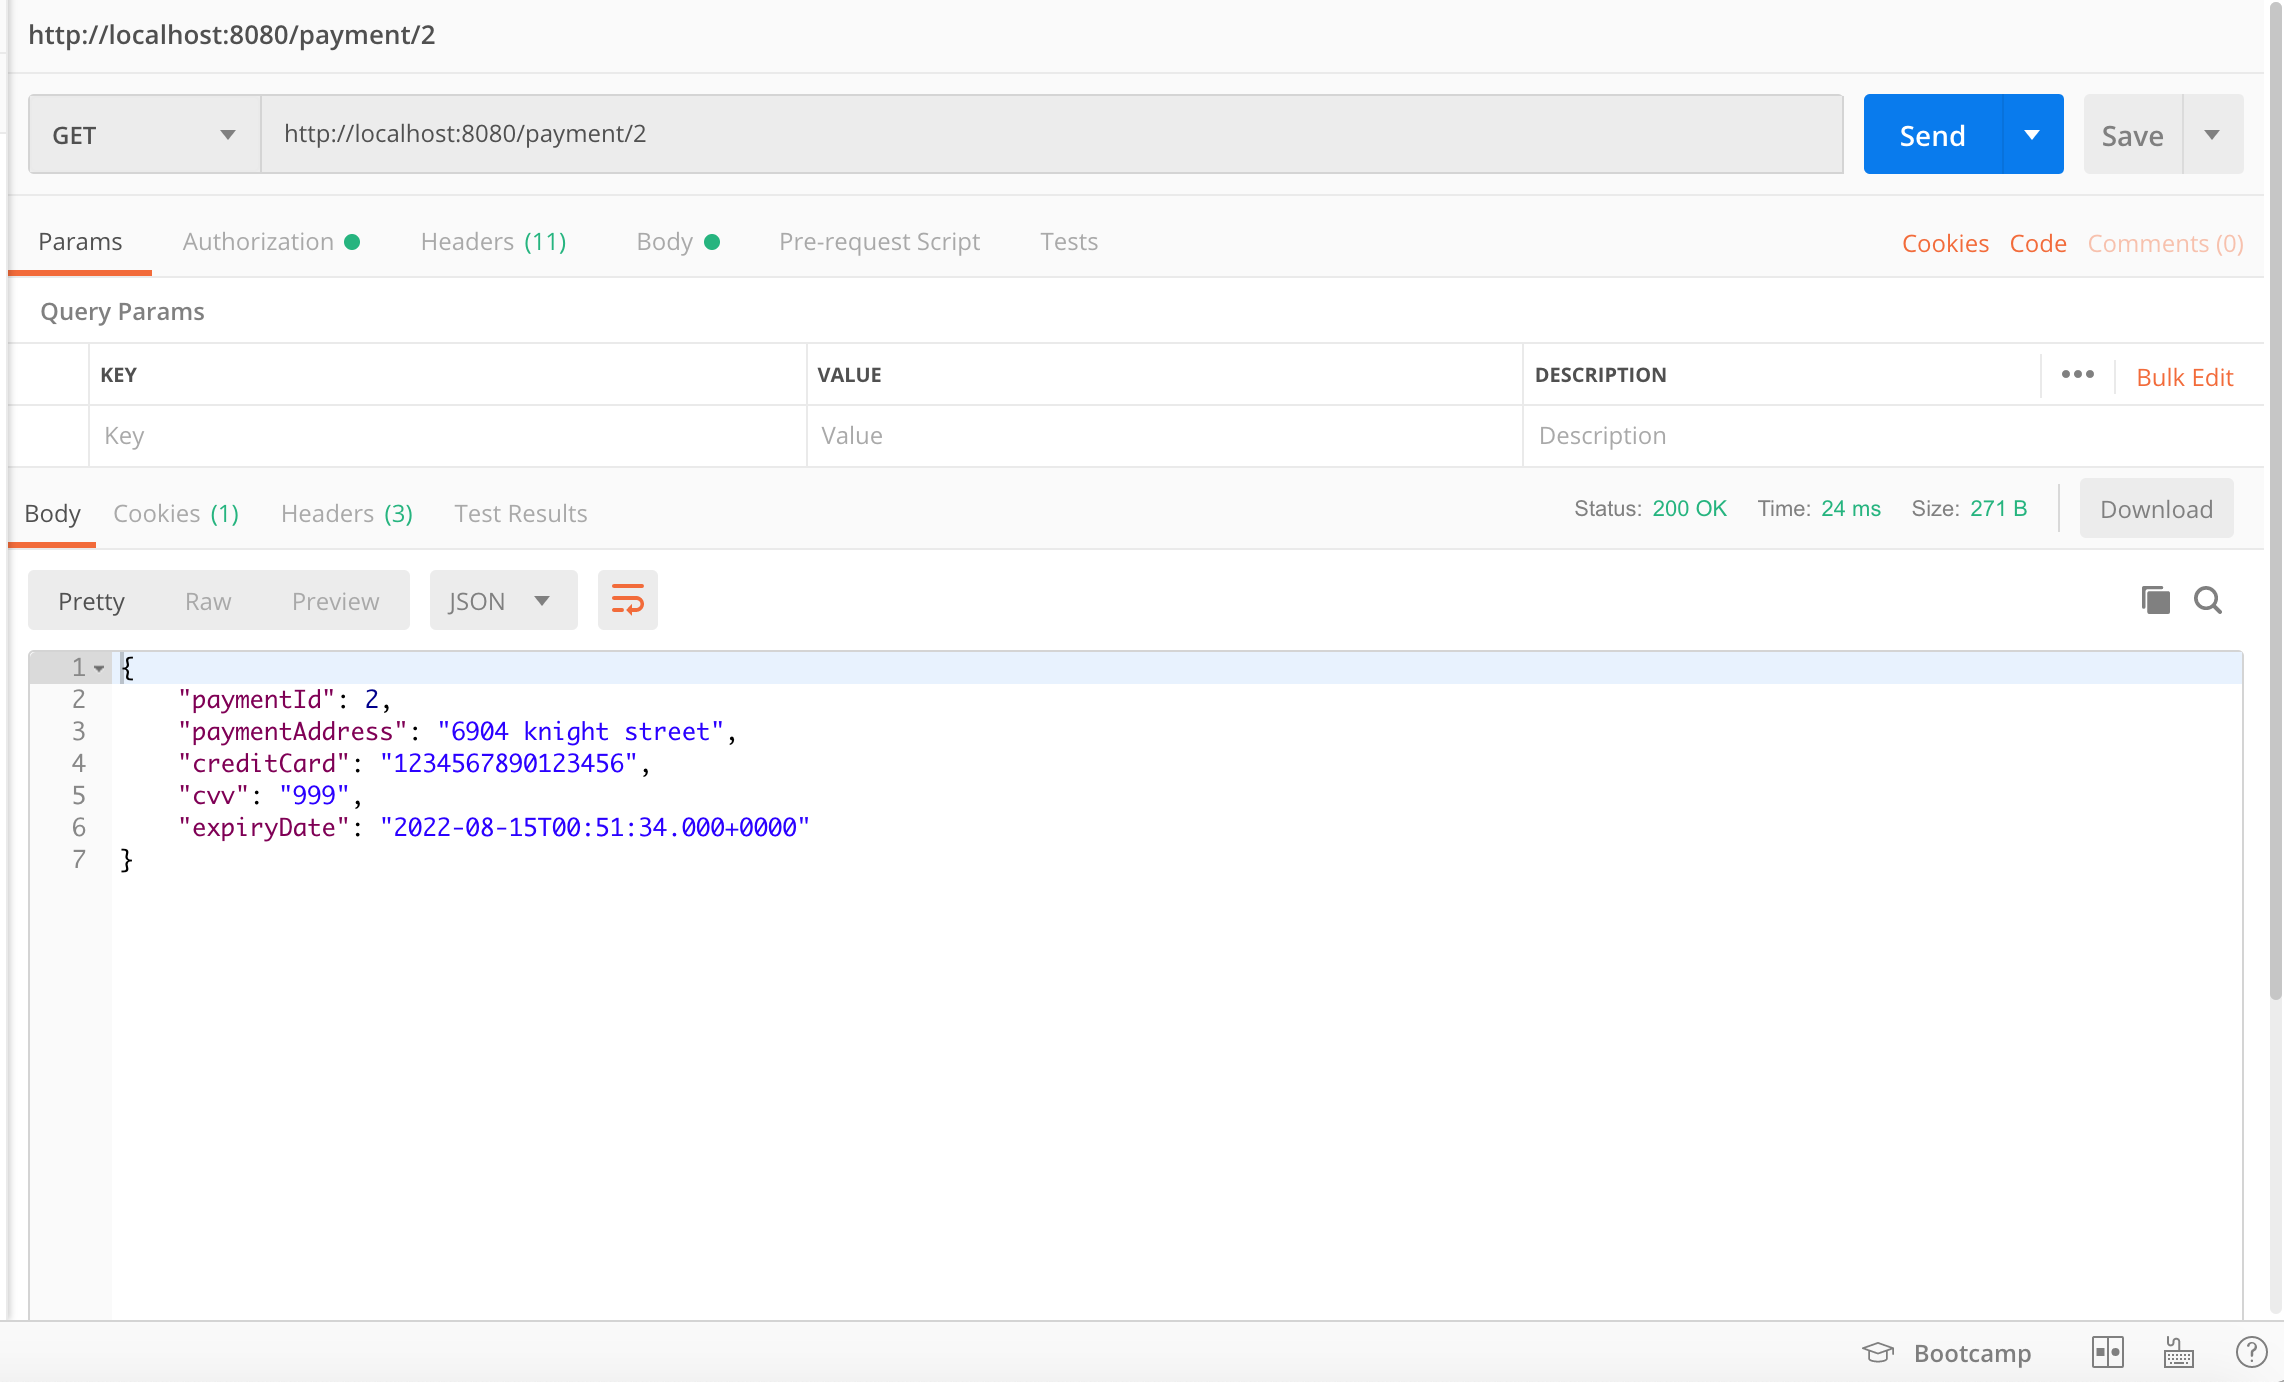 http://localhost:8080/payment/2
GET http://localhost:8080/payment/2 Send Save
Params Authorization Headers (11) Body Pre-request Script Tests Cookies Code Comments (0)
Query Params
KEY VALUE DESCRIPTION ••• Bulk Edit
Key Value Description
Body Cookies (1) Headers (3) Test Results Status: 200 OK Time: 24 ms Size: 271 B Download
Pretty Raw Preview JSON
1 {
2 "paymentId": 2,
3 "paymentAddress": "6904 knight street",
4 "creditCard": "1234567890123456",
5 "cvv": "999",
6 "expiryDate": "2022-08-15T00:51:34.000+0000"
7 }
Bootcamp ?